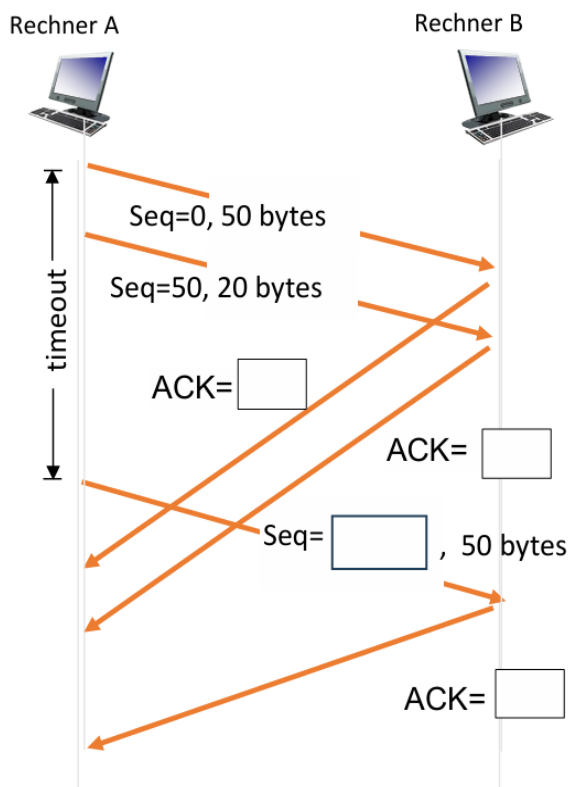 Rechner A
Rechner B
Seq=0, 50 bytes
Seq=50, 20 bytes
timeout
ACK=
ACK=
Seq= , 50 bytes
ACK=